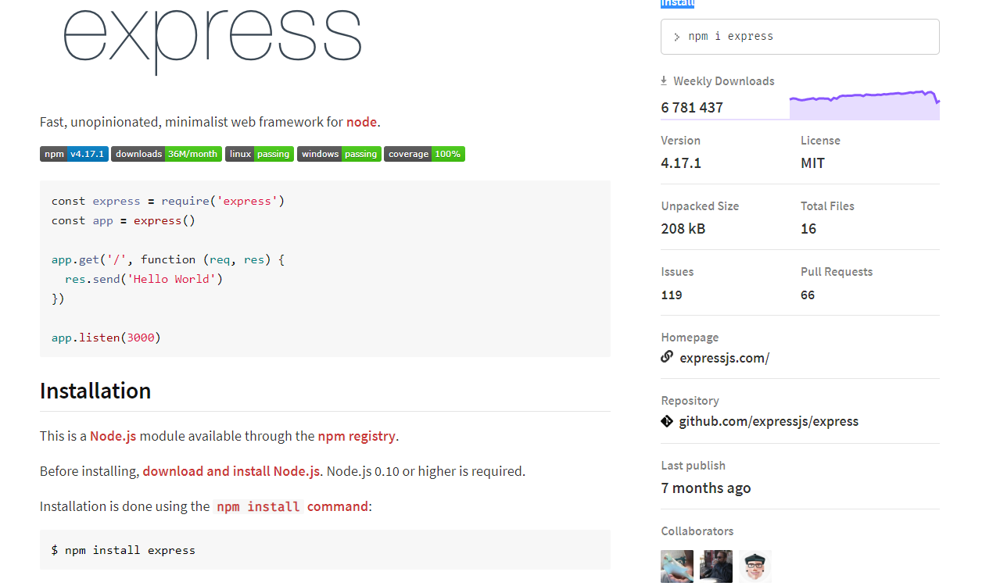 express
Fast, unopinionated, minimalist web framework for node.
npm v4.17.1 downloads 36M/month linux passing windows passing coverage 100%
const express = require('express')
const app = express()
app.get('/', function (req, res) {
  res.send('Hello World')
})
app.listen(3000)
Installation
This is a Node.js module available through the npm registry.
Before installing, download and install Node.js. Node.js 0.10 or higher is required.
Installation is done using the npm install command:
$ npm install express
Install
> npm i express
Weekly Downloads
6 781 437
Version
License
4.17.1
MIT
Unpacked Size
Total Files
208 kB
16
Issues
Pull Requests
119
66
Homepage
expressjs.com/
Repository
github.com/expressjs/express
Last publish
7 months ago
Collaborators